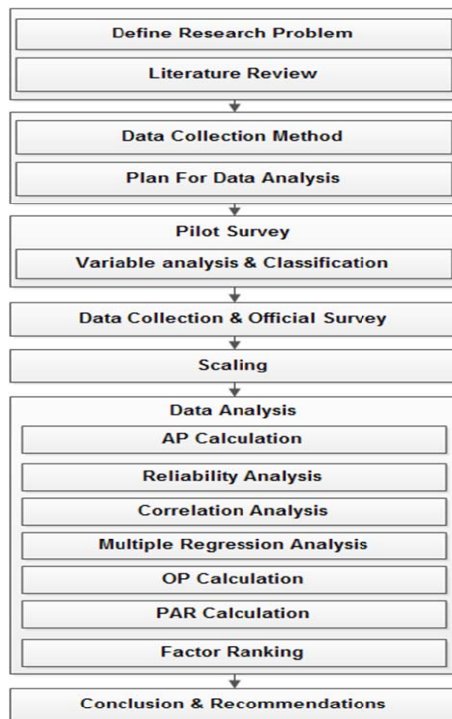 Define Research Problem
Literature Review
Data Collection Method
Plan For Data Analysis
Pilot Survey
Variable analysis & Classification
Data Collection & Official Survey
Scaling
Data Analysis
AP Calculation
Reliability Analysis
Correlation Analysis
Multiple Regression Analysis
OP Calculation
PAR Calculation
Factor Ranking
Conclusion & Recommendations